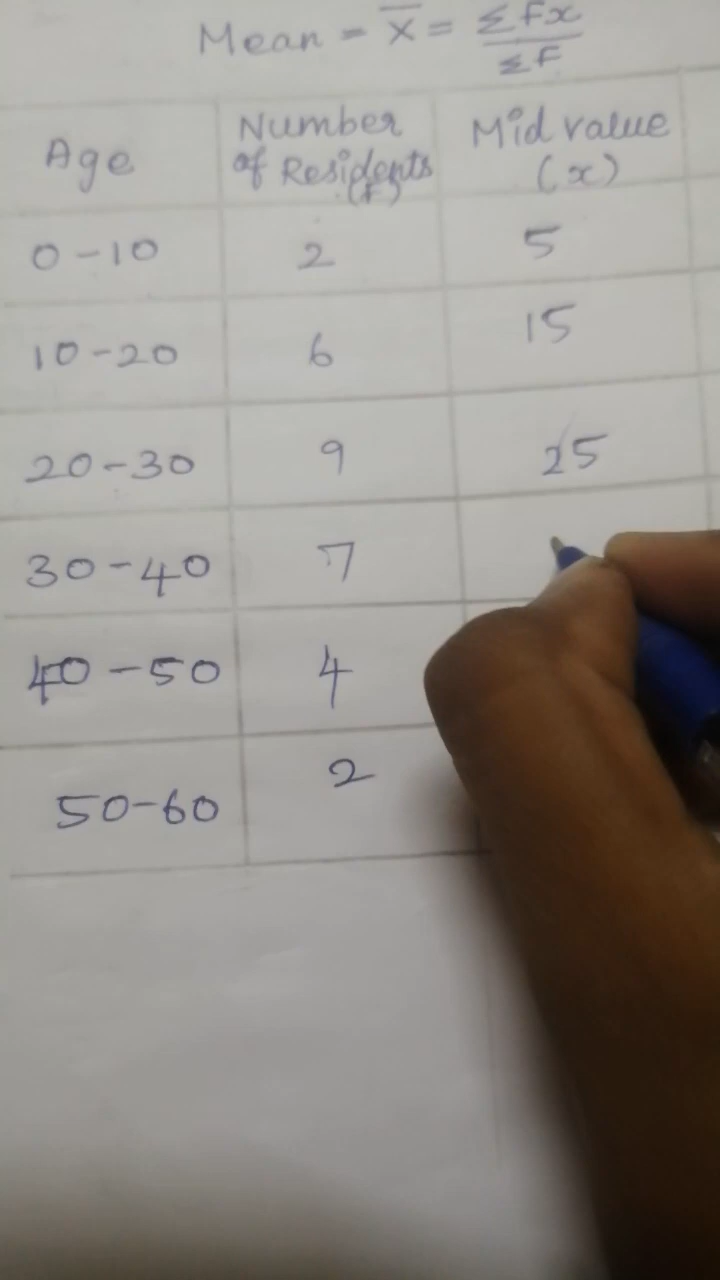 Mean = X̅ = ΣFx / ΣF
Age Number of Residents (F) Mid value (x)
0-10 2 5
10-20 6 15
20-30 9 25
30-40 7
40-50 4
50-60 2